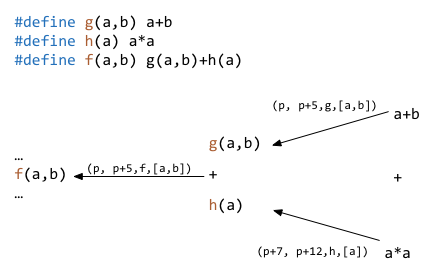 #define g(a,b) a+b
#define h(a) a*a
#define f(a,b) g(a,b)+h(a)
(p, p+5,g,[a,b])
a+b
g(a,b)
…
(p, p+5,f,[a,b])
f(a,b)
+
+
…
h(a)
(p+7, p+12,h,[a])
a*a